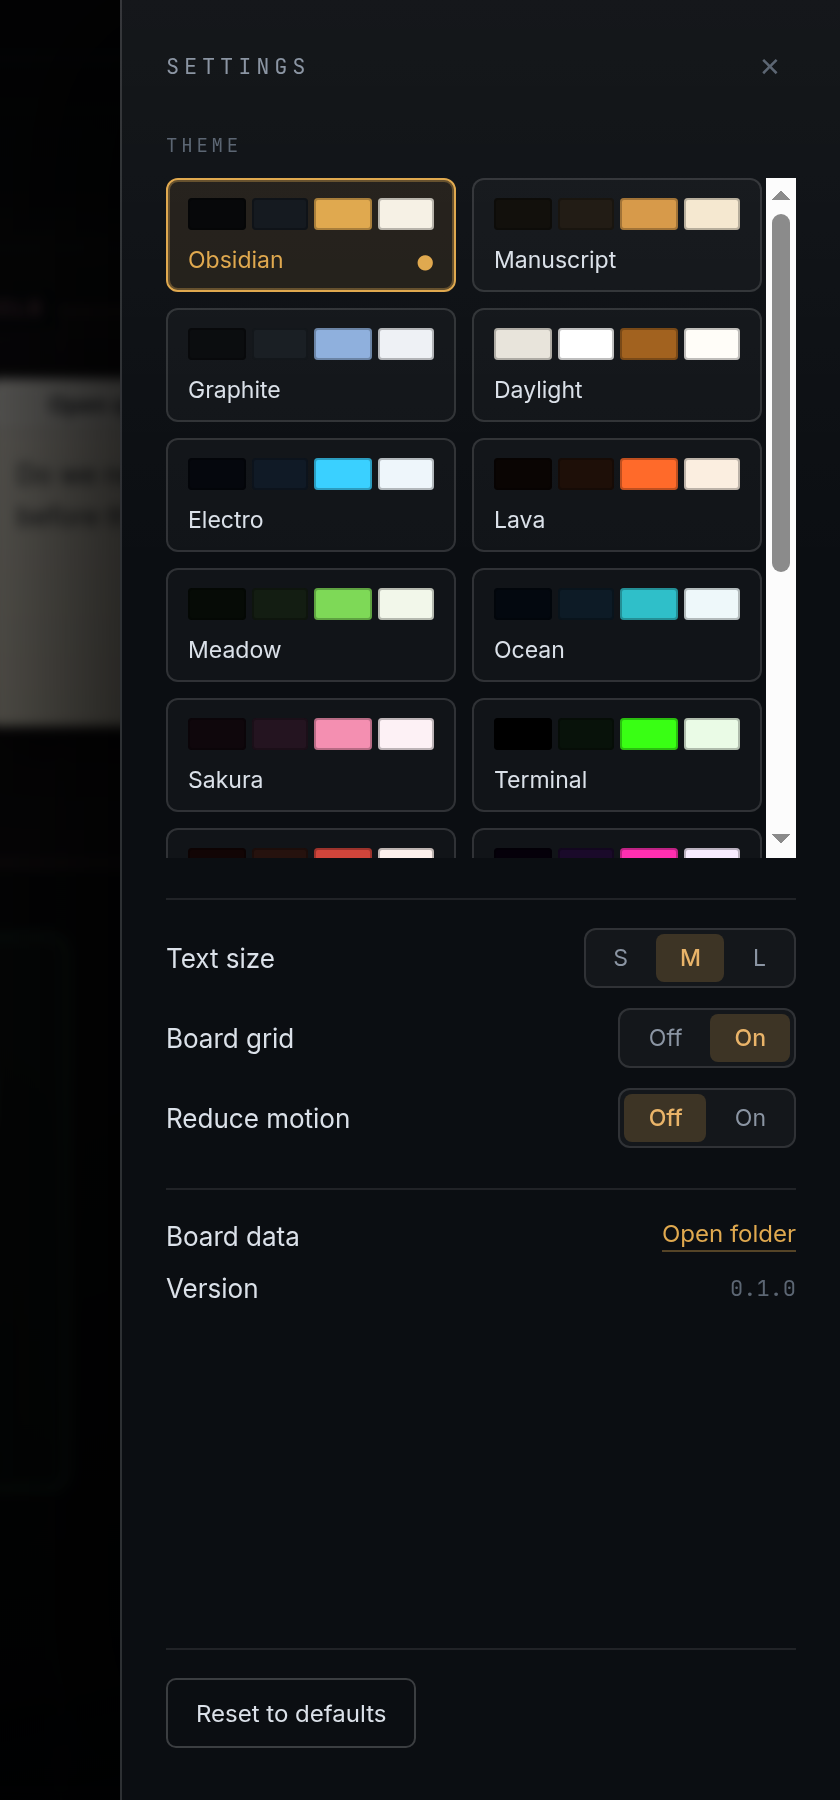 SETTINGS
THEME
Obsidian
Manuscript
Graphite
Daylight
Electro
Lava
Meadow
Ocean
Sakura
Terminal
Text size
S M L
Board grid
Off On
Reduce motion
Off On
Board data
Open folder
Version
0.1.0
Reset to defaults